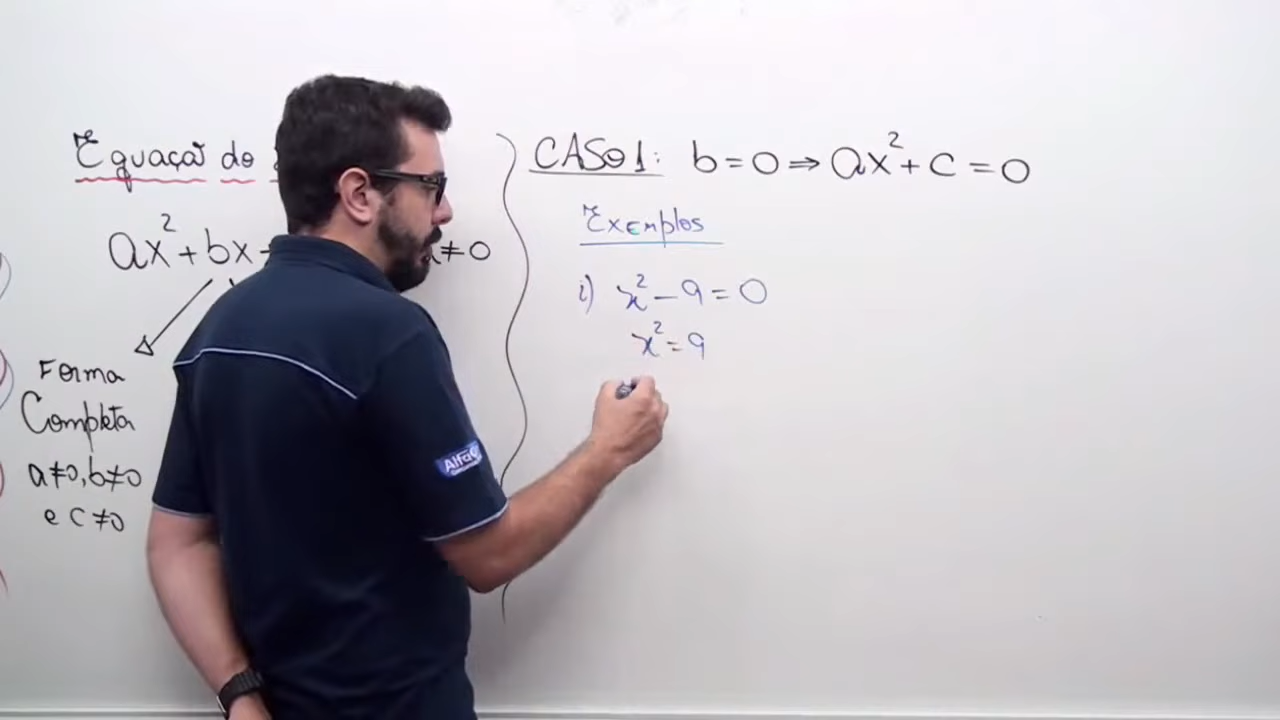 Equação do
ax²+bx+
a≠0
Forma
Completa
a≠0, b≠0
e c≠0
CASO 1: b=0 ⇒ ax²+c=0
Exemplos
i) x²-9=0
x²=9